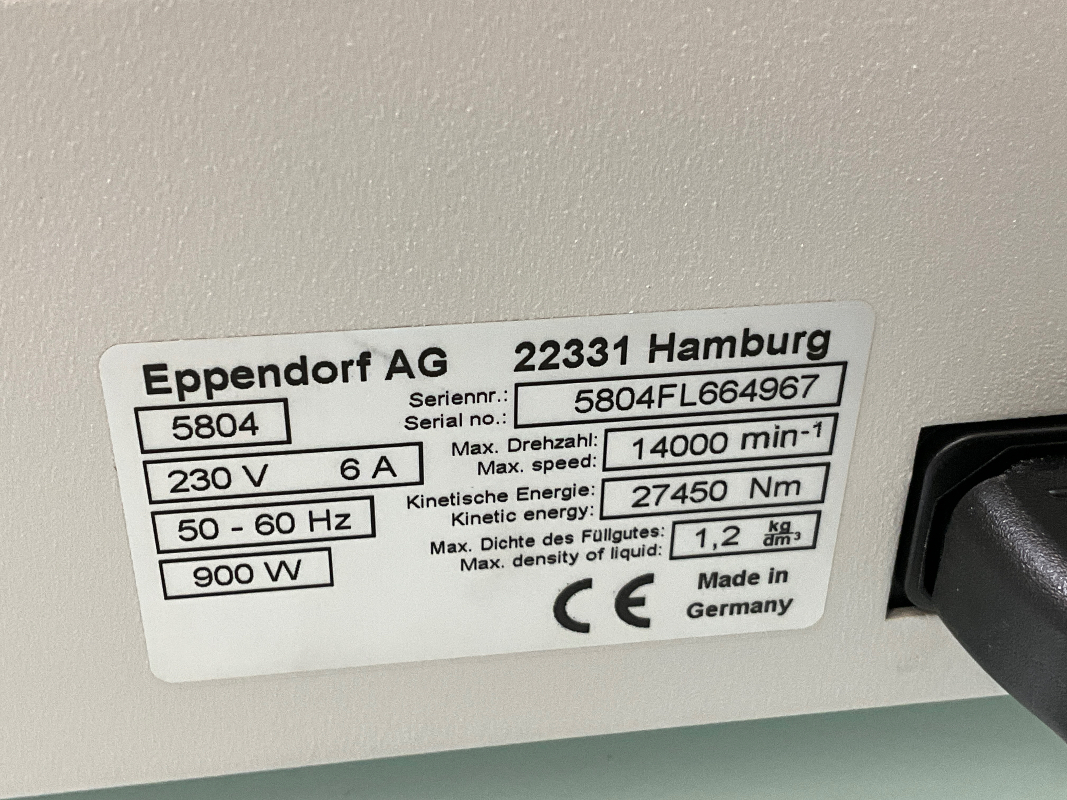 Eppendorf AG 22331 Hamburg
5804
Seriennr.:
Serial no.: 5804FL664967
230 V 6 A
Max. Drehzahl:
Max. speed: 14000 min-1
50 - 60 Hz
Kinetische Energie:
Kinetic energy: 27450 Nm
900 W
Max. Dichte des Füllgutes:
Max. density of liquid: 1,2 kg/dm³
CE Made in
Germany